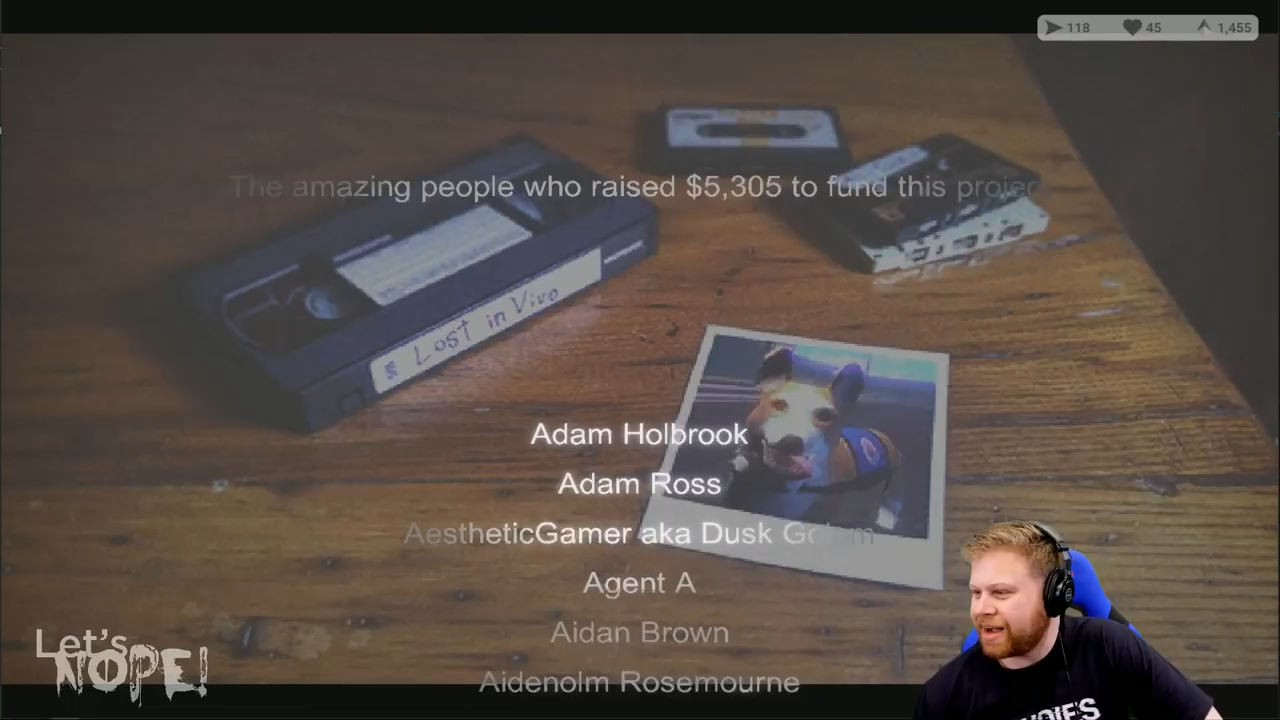 118 45 1,455
The amazing people who raised $5,305 to fund this projec
Lost in Vivo
Adam Holbrook
Adam Ross
AestheticGamer aka Dusk Golem
Agent A
Aidan Brown
Aidenolm Rosemourne
Let's
NOPE!